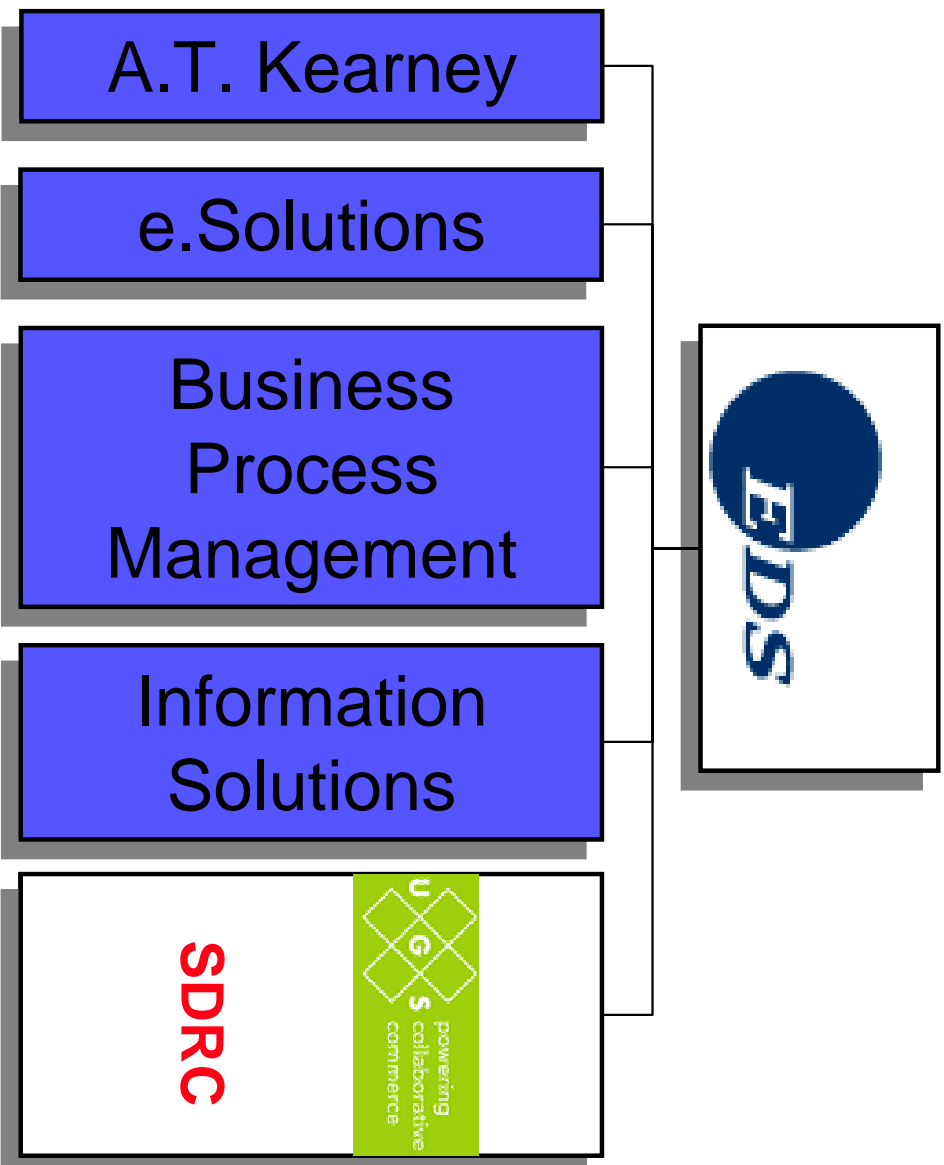 A.T. Kearney
e.Solutions
Business
Process
Management
Information
Solutions
EDS
SDRC
U G S
powering
collaborative
commerce